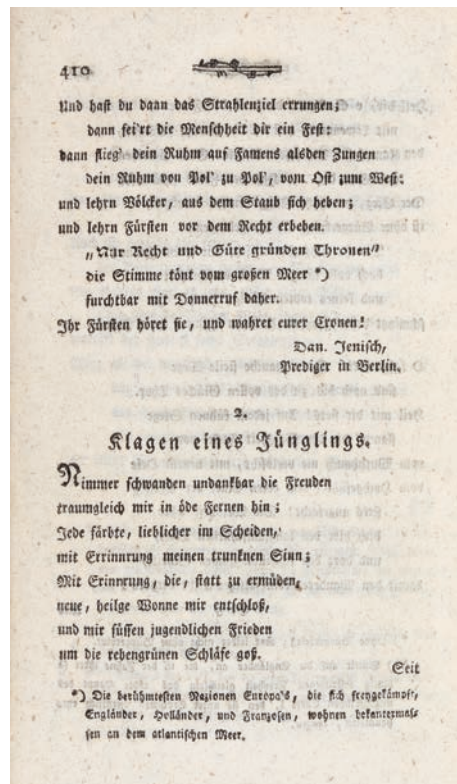 410
Und hast du dann das Strahlenziel errungen;
dann fei'rt die Menschheit dir ein Fest:
dann flieg' dein Ruhm auf Famens alsden Zungen
dein Ruhm von Pol' zu Pol', vom Ost zum West:
und lehrn Völcker, aus dem Staub sich heben;
und lehrn Fürsten vor dem Recht erbeben.
„Nur Recht und Güte gründen Thronen"
die Stimme tönt vom großen Meer *)
furchtbar mit Donnerruf daher.
Ihr Fürsten höret sie, und wahret eurer Cronen!
Dan. Jenisch,
Prediger in Berlin.
2.
Klagen eines Jünglings.
Nimmer schwanden undankbar die Freuden
traumgleich mir in öde Fernen hin;
Jede färbte, lieblicher im Scheiden,
mit Errinnrung meinen trunknen Sinn;
Mit Erinnrung, die, statt zu ermüden,
neue, heilge Wonne mir entschloß,
und mir süssen jugendlichen Frieden
um die rebengrünen Schläfe goß.
Seit
*) Die berühmtesten Nazionen Europa's, die sich freygekämpf,
Engländer, Holländer, und Franzosen, wohnen bekantermas-
sen an dem atlantischen Meer.